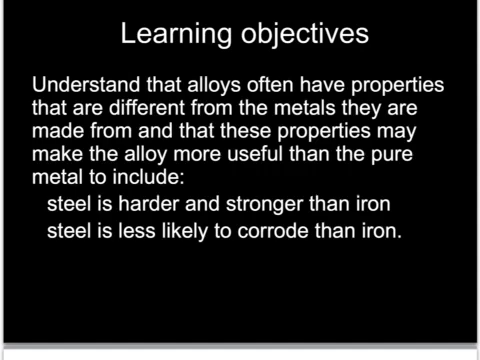 Learning objectives
Understand that alloys often have properties
that are different from the metals they are
made from and that these properties may
make the alloy more useful than the pure
metal to include:
steel is harder and stronger than iron
steel is less likely to corrode than iron.